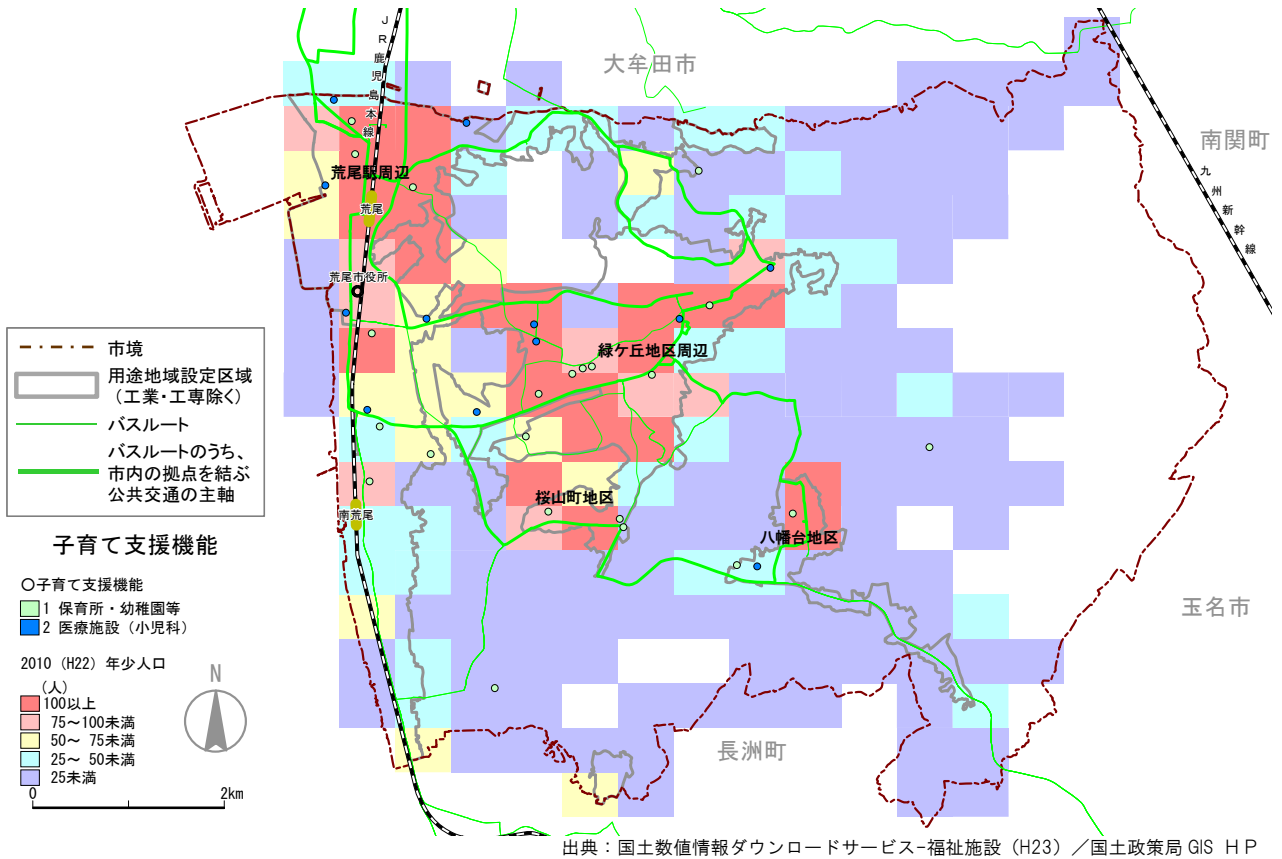 大牟田市
JR鹿児島本線
南関町
九州新幹線
荒尾駅周辺
荒尾
荒尾市役所
緑ケ丘地区周辺
市境
用途地域設定区域
（工業・工専除く）
バスルート
バスルートのうち、
市内の拠点を結ぶ
公共交通の主軸
桜山町地区
南荒尾
八幡台地区
子育て支援機能
子育て支援機能
1 保育所・幼稚園等
2 医療施設（小児科）
玉名市
2010（H22）年少人口
（人）
N
100以上
75～100未満
50～ 75未満
25～ 50未満
25未満
長洲町
0 2km
出典：国土数値情報ダウンロードサービス-福祉施設（H23）／国土政策局 GIS ＨＰ